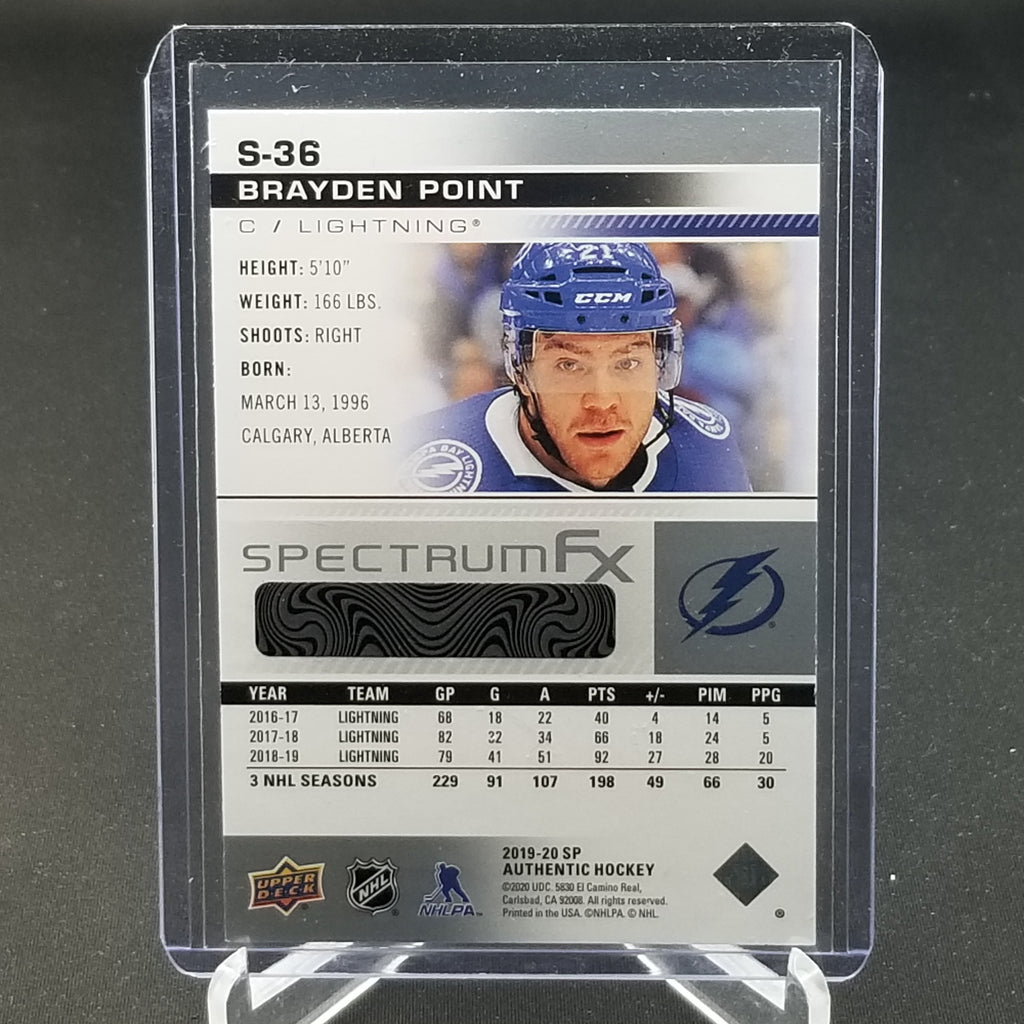 S-36
BRAYDEN POINT
C / LIGHTNING®
HEIGHT: 5'10"
WEIGHT: 166 LBS.
SHOOTS: RIGHT
BORN:
MARCH 13, 1996
CALGARY, ALBERTA
21
CCM
BAY LIGHTN
SPECTRUM FX
YEAR TEAM GP G A PTS +/- PIM PPG
2016-17 LIGHTNING 68 18 22 40 4 14 5
2017-18 LIGHTNING 82 32 34 66 18 24 5
2018-19 LIGHTNING 79 41 51 92 27 28 20
3 NHL SEASONS 229 91 107 198 49 66 30
UPPER
D·E·C·K
NHL
NHLPA™
2019-20 SP
AUTHENTIC HOCKEY
©2020 UDC. 5830 El Camino Real,
Carlsbad, CA 92008. All rights reserved.
Printed in the USA. ©NHLPA. © NHL.